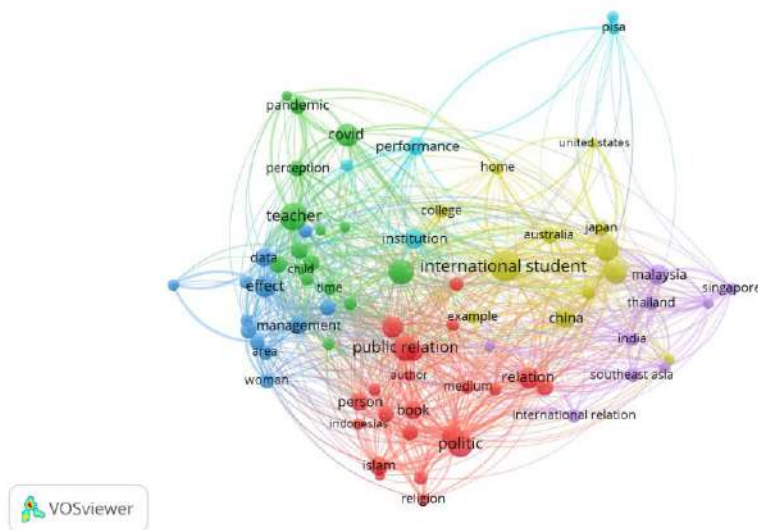 pisa
pandemic
covid
united states
performance
perception
home
college
teacher
australia
japan
institution
data
child
international student
malaysia
effect
time
singapore
thailand
example
china
management
india
public relation
area
author
southeast asia
woman
medium
relation
person
book
international relation
indonesias
politic
islam
religion
VOSviewer